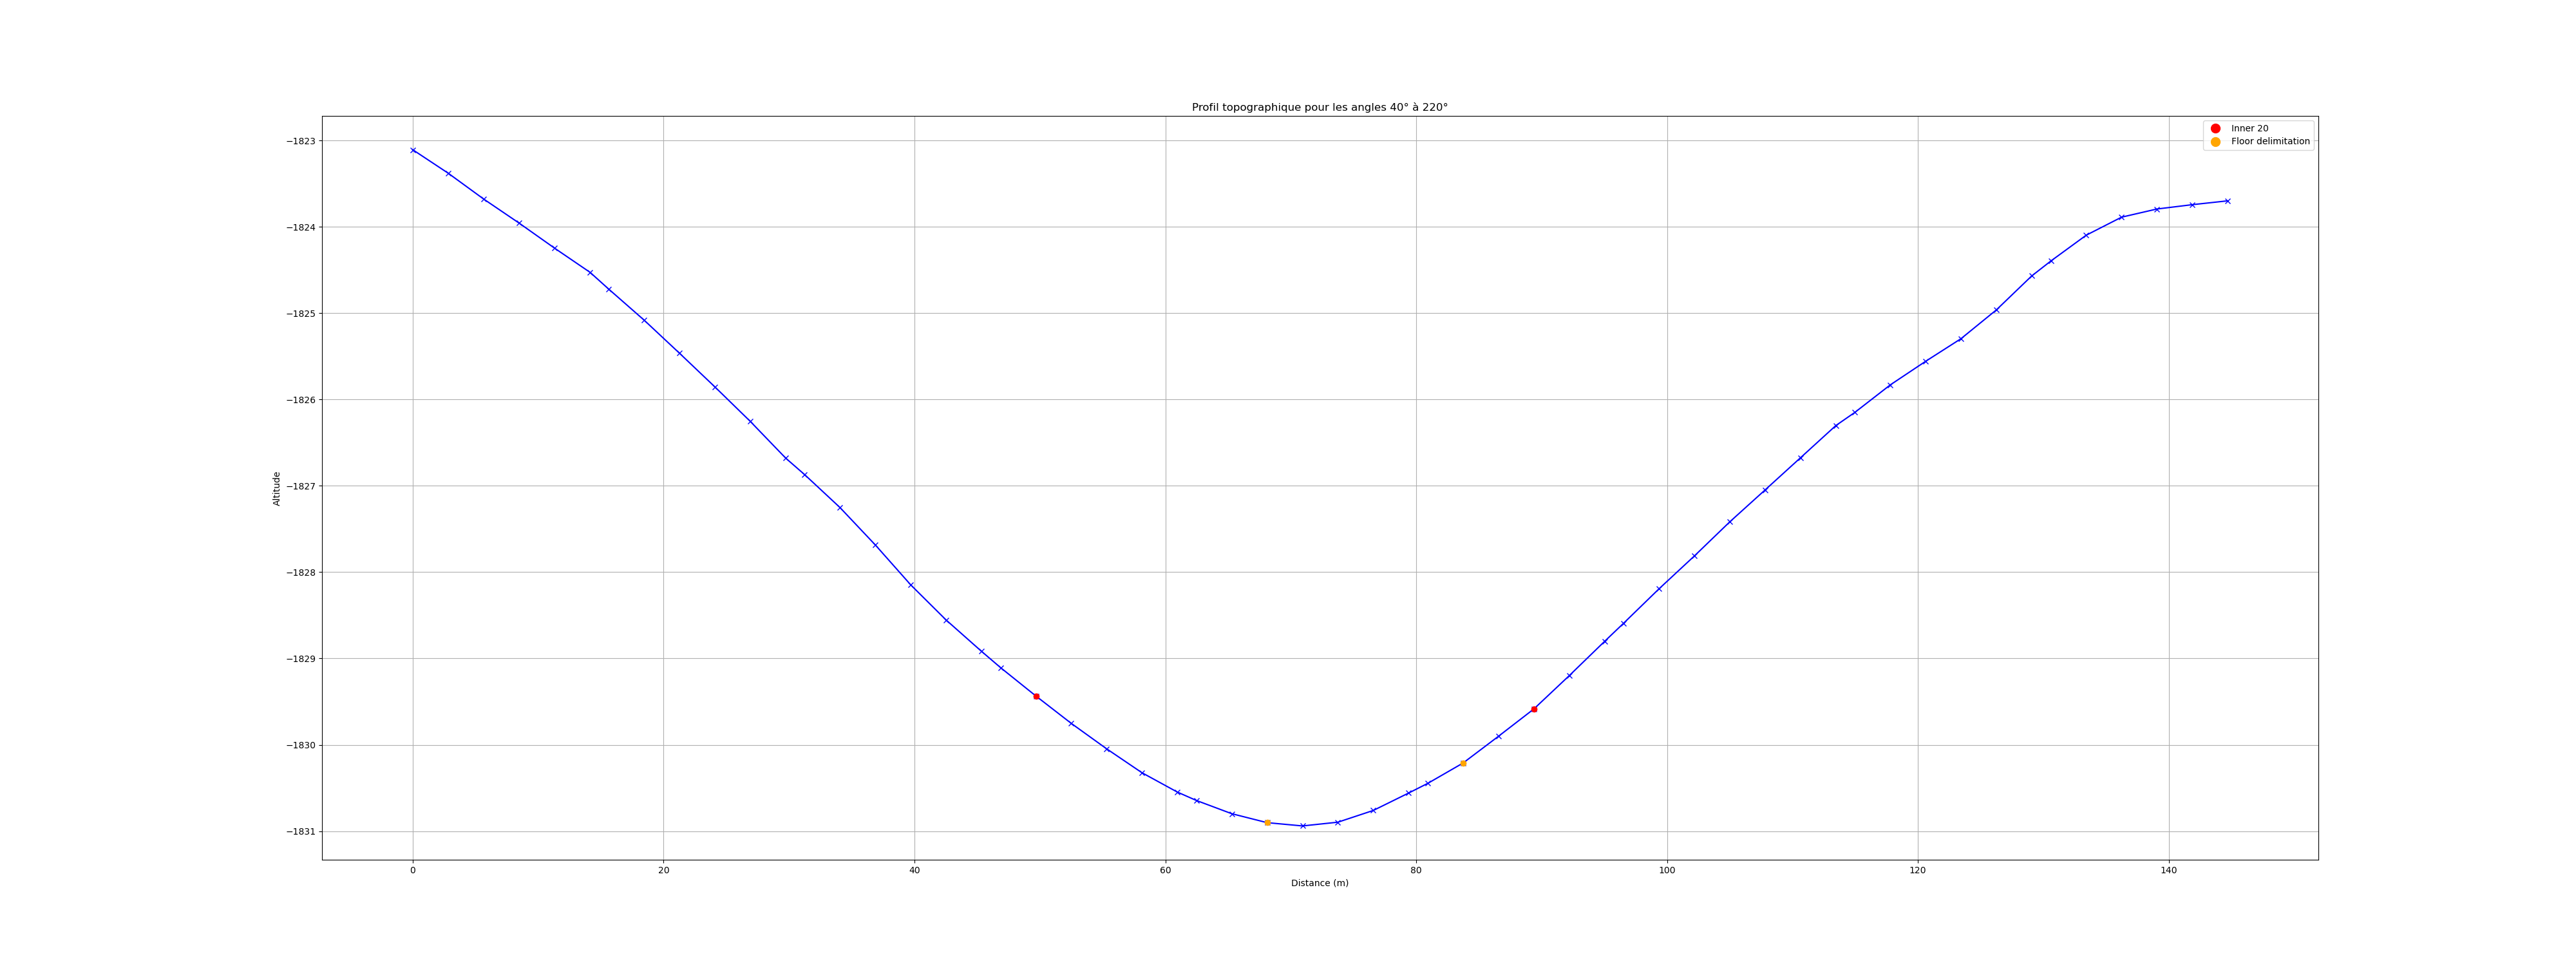 Profil topographique pour les angles 40° à 220°
Inner 20
Floor delimitation
Altitude
−1823
−1824
−1825
−1826
−1827
−1828
−1829
−1830
−1831
0 20 40 60 80 100 120 140
Distance (m)